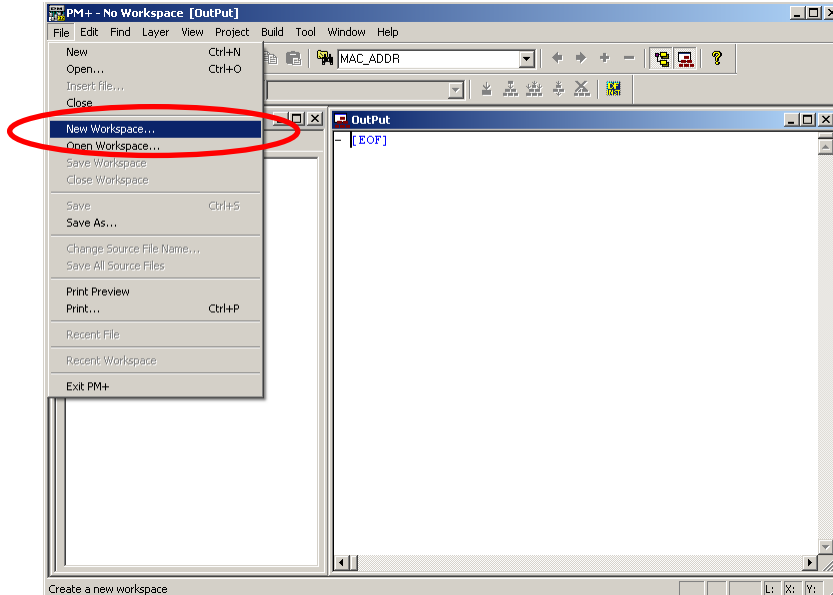 PM+ - No Workspace [OutPut]
File Edit Find Layer View Project Build Tool Window Help
New Ctrl+N
Open... Ctrl+O
Insert file...
Close
New Workspace...
Open Workspace...
Save Workspace
Close Workspace
Save Ctrl+S
Save As...
Change Source File Name...
Save All Source Files
Print Preview
Print... Ctrl+P
Recent File
Recent Workspace
Exit PM+
MAC_ADDR
OutPut
[EOF]
Create a new workspace
L: X: Y: